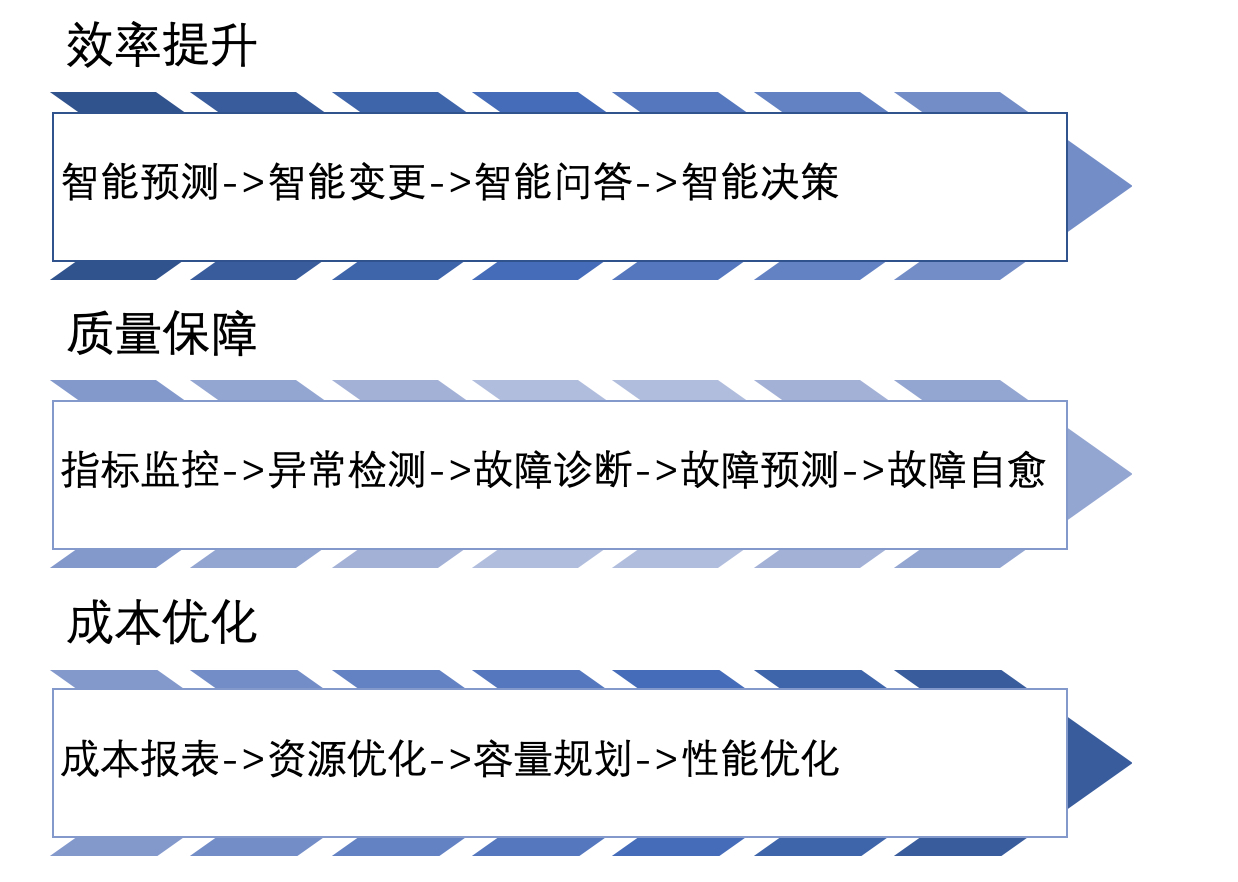 效率提升
智能预测->智能变更->智能问答->智能决策
质量保障
指标监控->异常检测->故障诊断->故障预测->故障自愈
成本优化
成本报表->资源优化->容量规划->性能优化